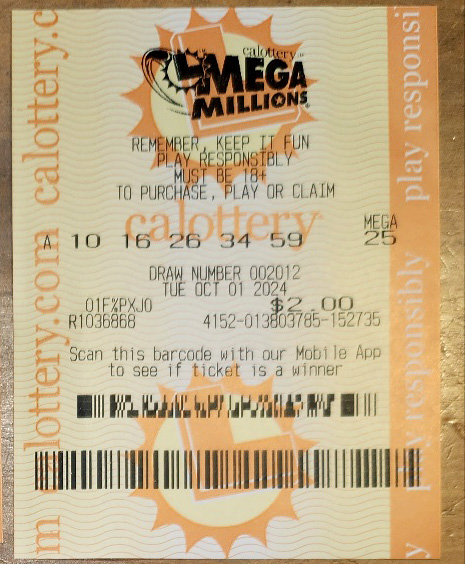 calottery
MEGA
MILLIONS
REMEMBER, KEEP IT FUN
PLAY RESPONSIBLY
MUST BE 18+
TO PURCHASE, PLAY OR CLAIM
calottery
MEGA
A 10 16 26 34 59 25
DRAW NUMBER 002012
TUE OCT 01 2024
01F%PXJ0 $2.00
R1036868 4152-013803785-152735
Scan this barcode with our Mobile App
to see if ticket is a winner
m calottery.com calottery.c
y play responsibly play responsi